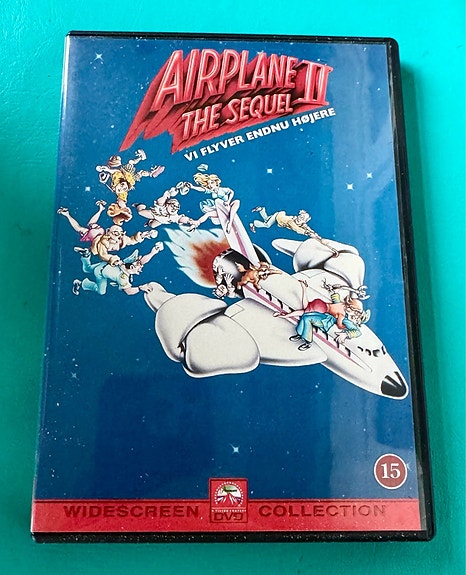 AIRPLANE II
THE SEQUEL
VI FLYVER ENDNU HØJERE
15
WIDESCREEN DVD COLLECTION